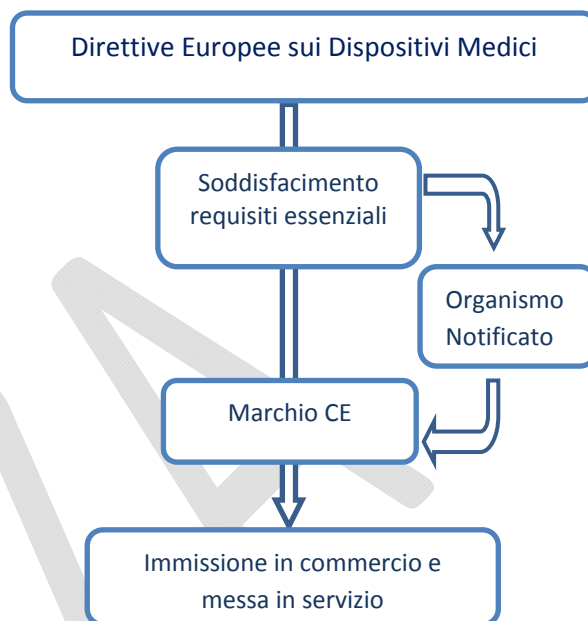 Direttive Europee sui Dispositivi Medici
Soddisfacimento
requisiti essenziali
Organismo
Notificato
Marchio CE
Immissione in commercio e
messa in servizio